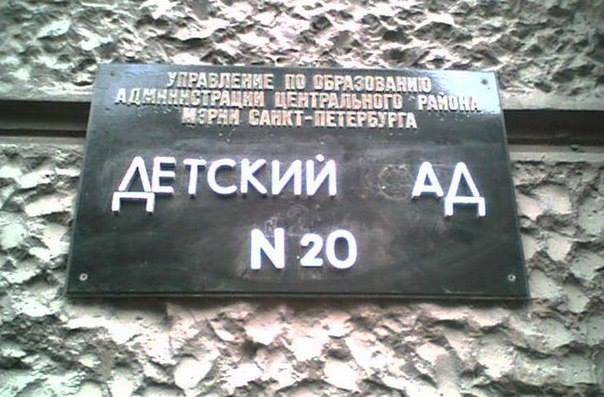 УПРАВЛЕНИЕ ПО ОБРАЗОВАНИЮ
АДМИНИСТРАЦИИ ЦЕНТРАЛЬНОГО РАЙОНА
МЭРИИ САНКТ-ПЕТЕРБУРГА
ДЕТСКИЙ АД
N 20